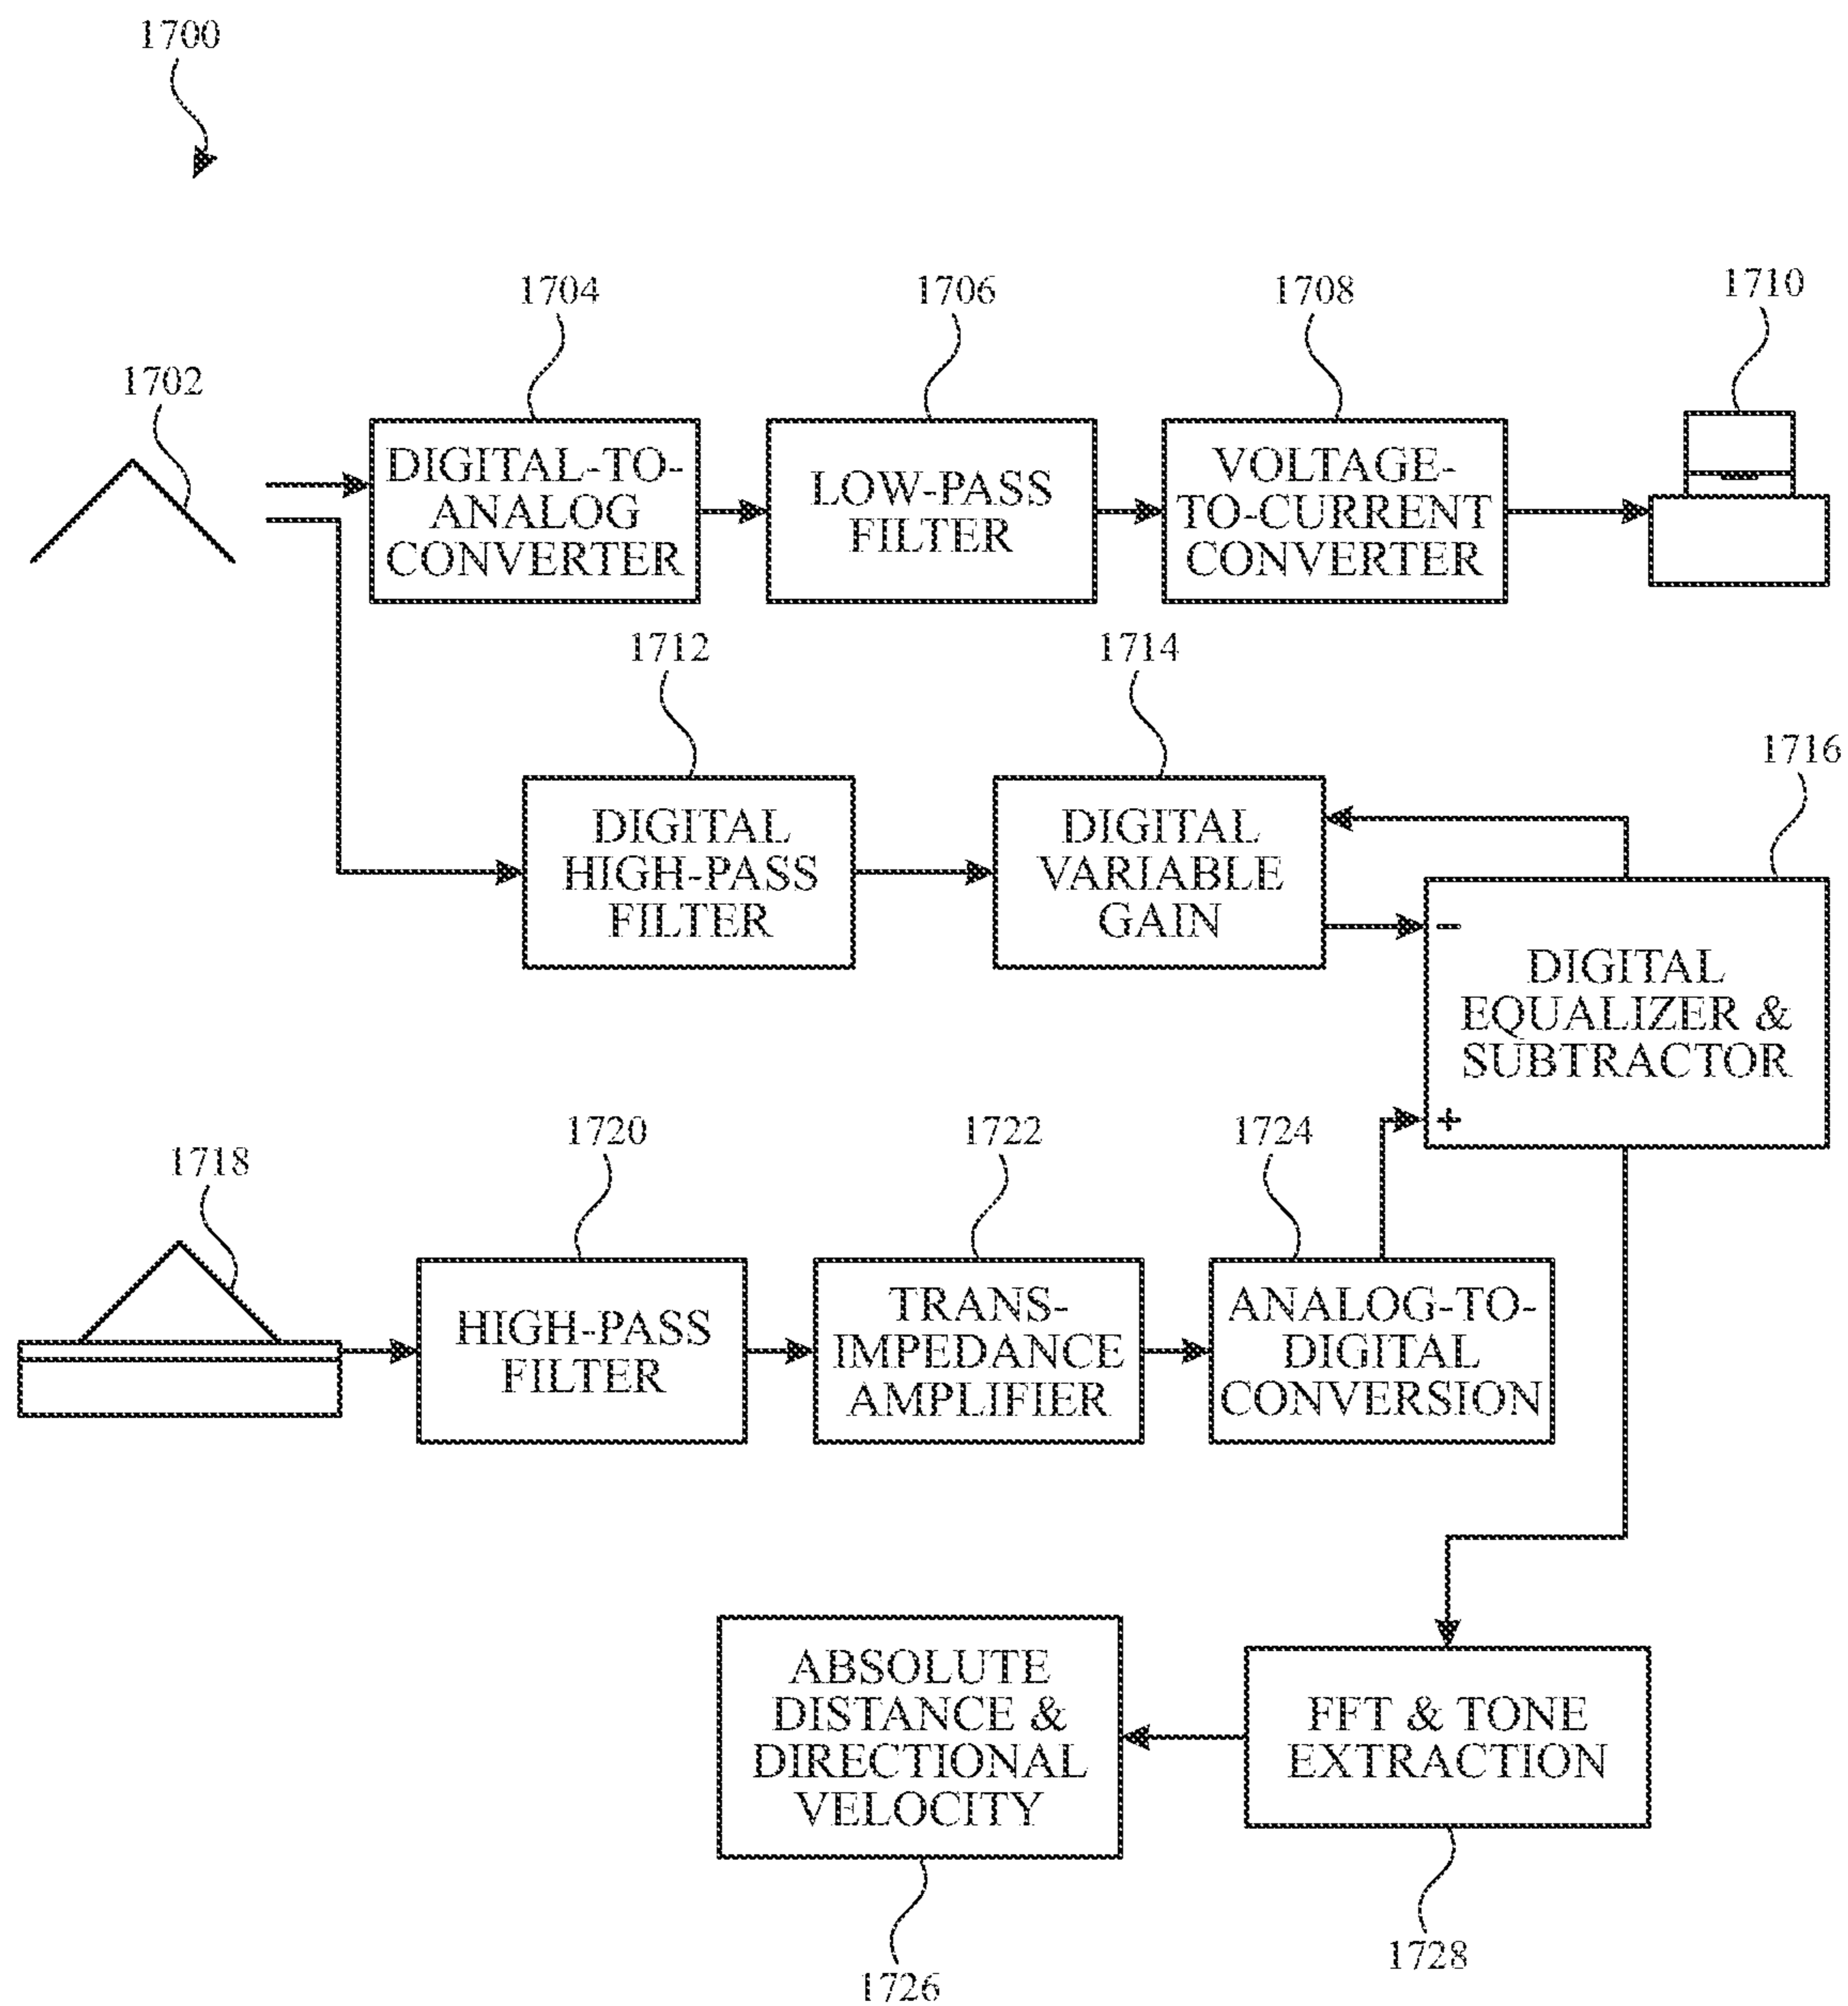 1700
1704
1706
1708
1710
1702
DIGITAL-TO-
ANALOG
CONVERTER
LOW-PASS
FILTER
VOLTAGE-
TO-CURRENT
CONVERTER
1712
1714
1716
DIGITAL
HIGH-PASS
FILTER
DIGITAL
VARIABLE
GAIN
−
DIGITAL
EQUALIZER &
SUBTRACTOR
+
1718
1720
1722
1724
HIGH-PASS
FILTER
TRANS-
IMPEDANCE
AMPLIFIER
ANALOG-TO-
DIGITAL
CONVERSION
ABSOLUTE
DISTANCE &
DIRECTIONAL
VELOCITY
FFT & TONE
EXTRACTION
1726
1728